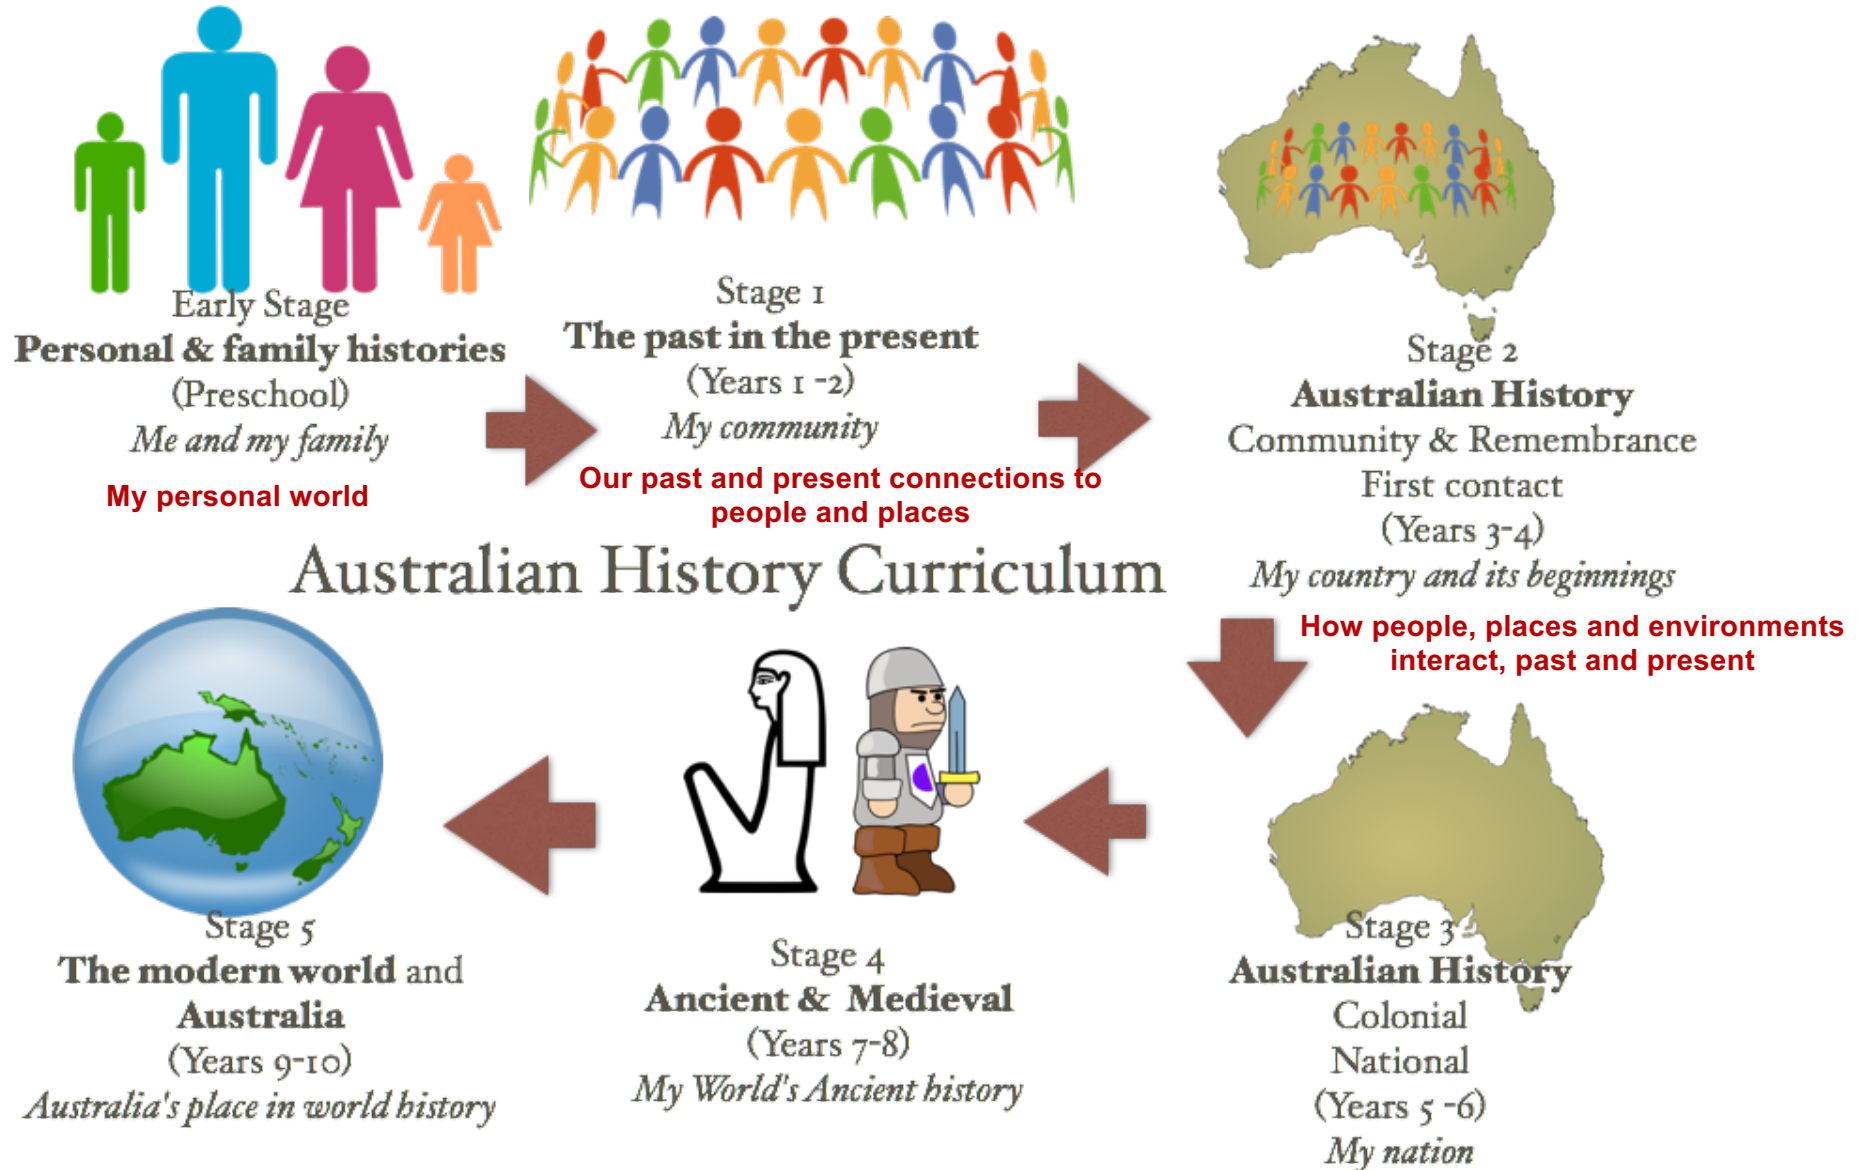 Early Stage
Personal & family histories
(Preschool)
Me and my family
My personal world
Stage 1
The past in the present
(Years 1 -2)
My community
Our past and present connections to
people and places
Stage 2
Australian History
Community & Remembrance
First contact
(Years 3-4)
My country and its beginnings
How people, places and environments
interact, past and present
Australian History Curriculum
Stage 3
Australian History
Colonial
National
(Years 5 -6)
My nation
Stage 4
Ancient & Medieval
(Years 7-8)
My World's Ancient history
Stage 5
The modern world and
Australia
(Years 9-10)
Australia's place in world history